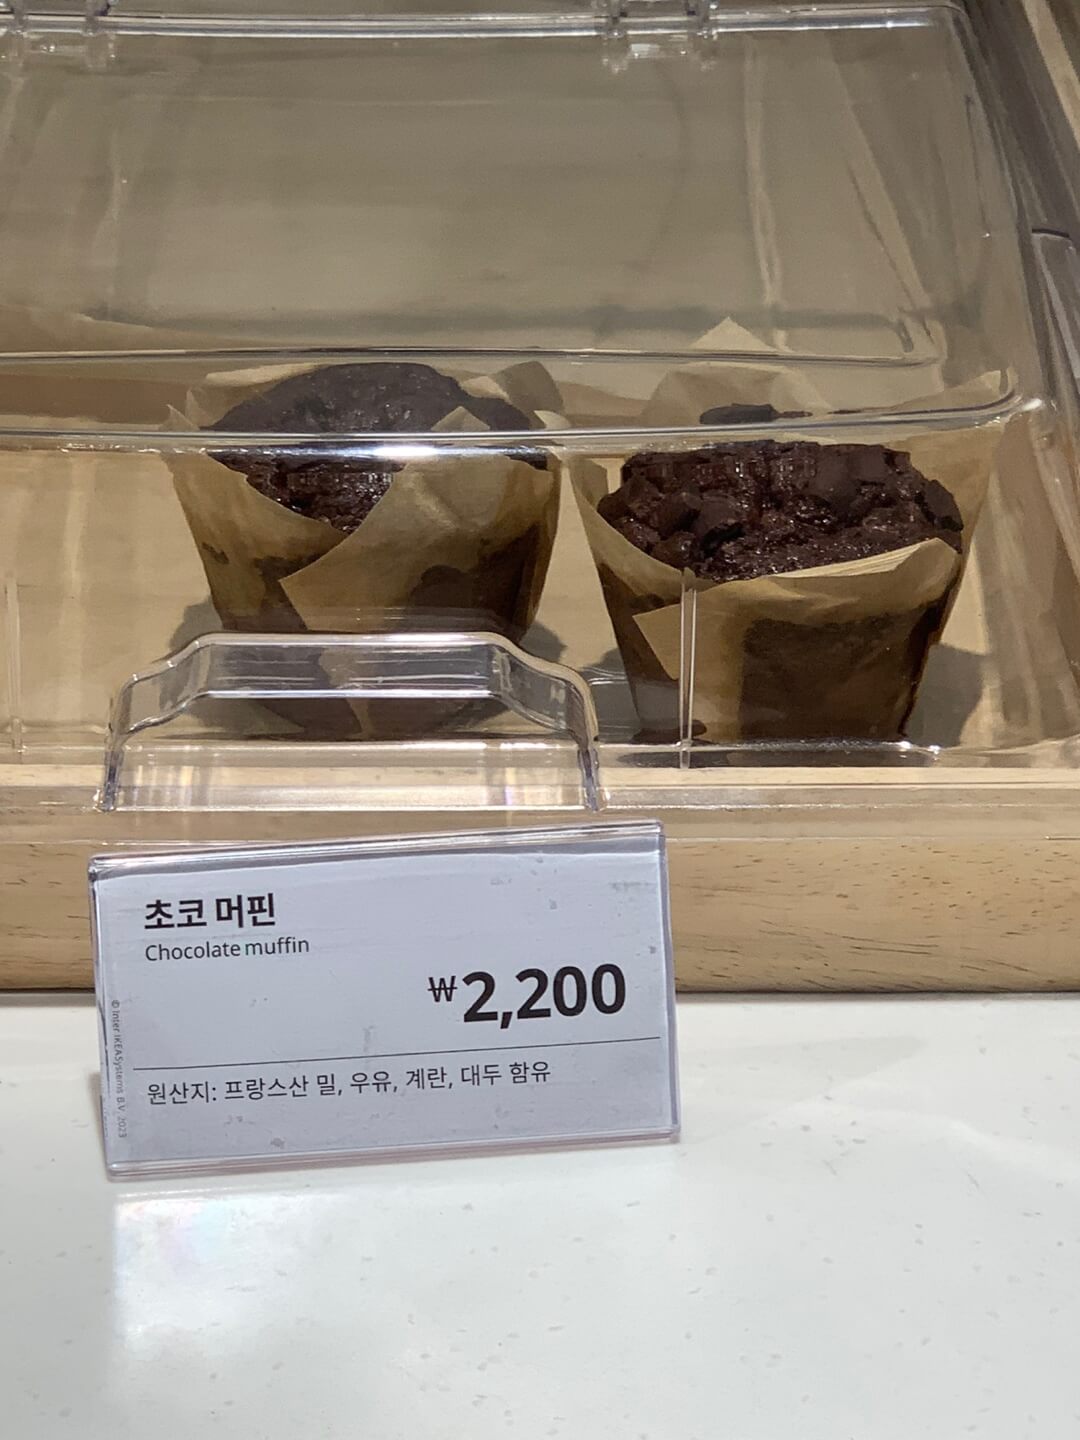 초코 머핀
Chocolate muffin
₩2,200
원산지: 프랑스산 밀, 우유, 계란, 대두 함유
© Inter IKEA Systems B.V. 2023